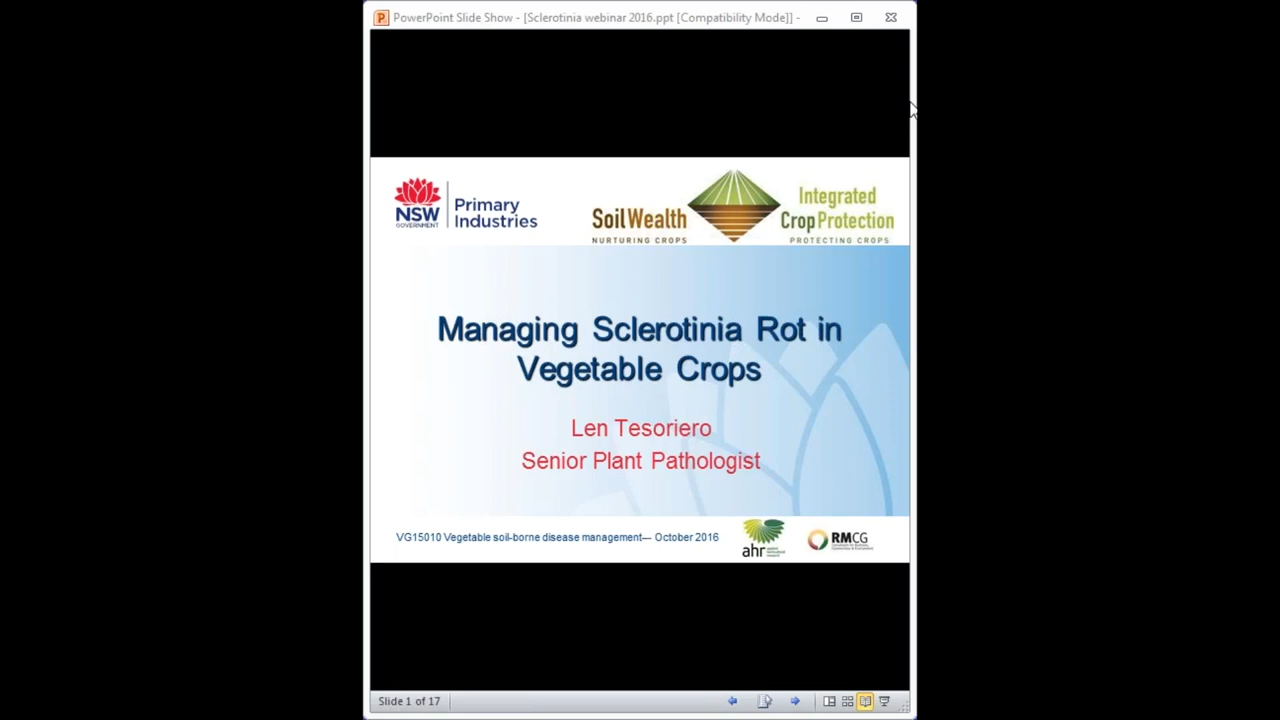 PowerPoint Slide Show - [Sclerotinia webinar 2016.ppt [Compatibility Mode]] -
NSW
GOVERNMENT
Primary
Industries
SoilWealth
NURTURING CROPS
Integrated
Crop Protection
PROTECTING CROPS
Managing Sclerotinia Rot in
Vegetable Crops
Len Tesoriero
Senior Plant Pathologist
VG15010 Vegetable soil-borne disease management— October 2016
ahr
RMCG
Slide 1 of 17